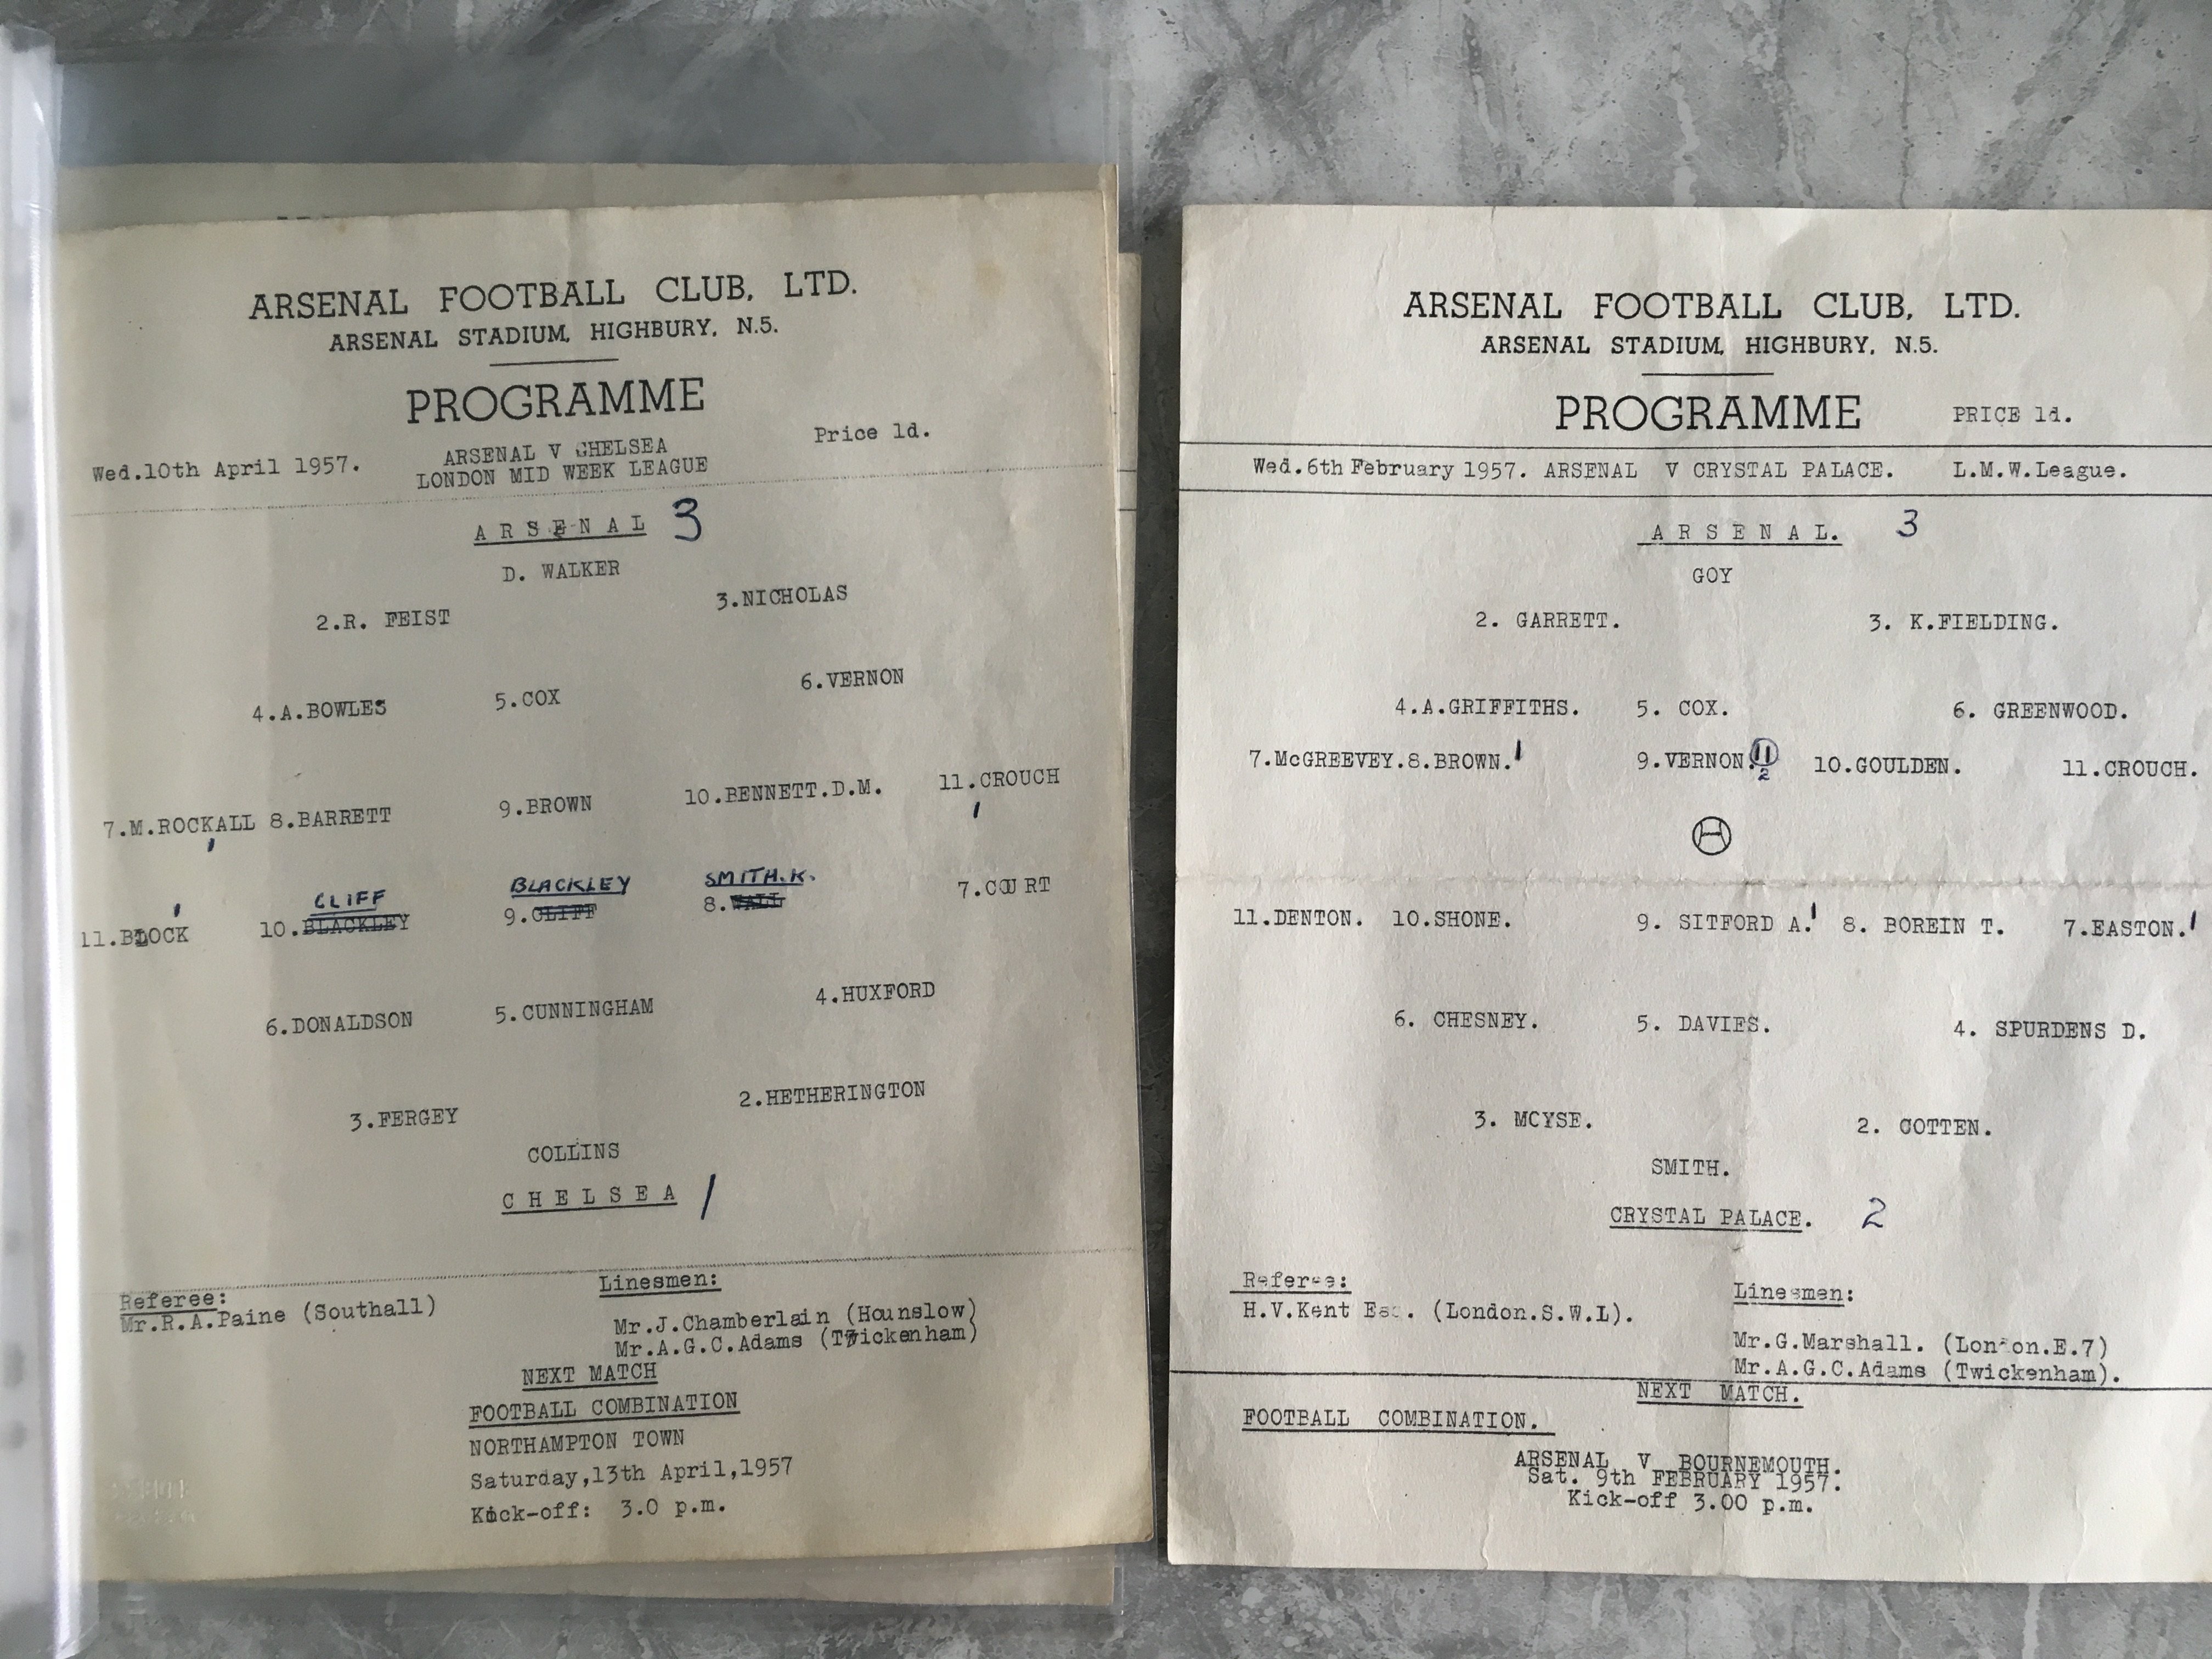 ARSENAL FOOTBALL CLUB, LTD.
ARSENAL STADIUM, HIGHBURY, N.5.
PROGRAMME
Price 1d.
Wed.10th April 1957.
ARSENAL V CHELSEA
LONDON MID WEEK LEAGUE
A R S E N A L 3
D. WALKER
2.R. FEIST 3.NICHOLAS
4.A.BOWLES 5.COX 6.VERNON
7.M.ROCKALL 8.BARRETT 9.BROWN 10.BENNETT.D.M. 11.CROUCH
CLIFF BLACKLEY SMITH.K.
11.BLOCK 10.BLACKLEY 9.CLIFF 8.WALL 7.COURT
6.DONALDSON 5.CUNNINGHAM 4.HUXFORD
3.FERGEY 2.HETHERINGTON
COLLINS
C H E L S E A 1
Referee:
Mr.R.A.Paine (Southall)
Linesmen:
Mr.J.Chamberlain (Hounslow)
Mr.A.G.C.Adams (Twickenham)
NEXT MATCH
FOOTBALL COMBINATION
NORTHAMPTON TOWN
Saturday,13th April,1957
Kick-off: 3.0 p.m.
ARSENAL FOOTBALL CLUB, LTD.
ARSENAL STADIUM, HIGHBURY, N.5.
PROGRAMME PRICE 1d.
Wed.6th February 1957. ARSENAL V CRYSTAL PALACE. L.M.W.League.
A R S E N A L. 3
GOY
2. GARRETT. 3. K.FIELDING.
4.A.GRIFFITHS. 5. COX. 6. GREENWOOD.
7.McGREEVEY.8.BROWN.1 9.VERNON.11 2 10.GOULDEN. 11.CROUCH.
H
11.DENTON. 10.SHONE. 9. SITFORD A.1 8. BOREIN T. 7.EASTON.1
6. CHESNEY. 5. DAVIES. 4. SPURDENS D.
3. MCYSE. 2. COTTEN.
SMITH.
CRYSTAL PALACE. 2
Referee:
H.V.Kent Esq. (London.S.W.1).
Linesmen:
Mr.G.Marshall. (London.E.7)
Mr.A.G.C.Adams (Twickenham).
NEXT MATCH.
FOOTBALL COMBINATION.
ARSENAL V BOURNEMOUTH.
Sat. 9th FEBRUARY 1957.
Kick-off 3.00 p.m.